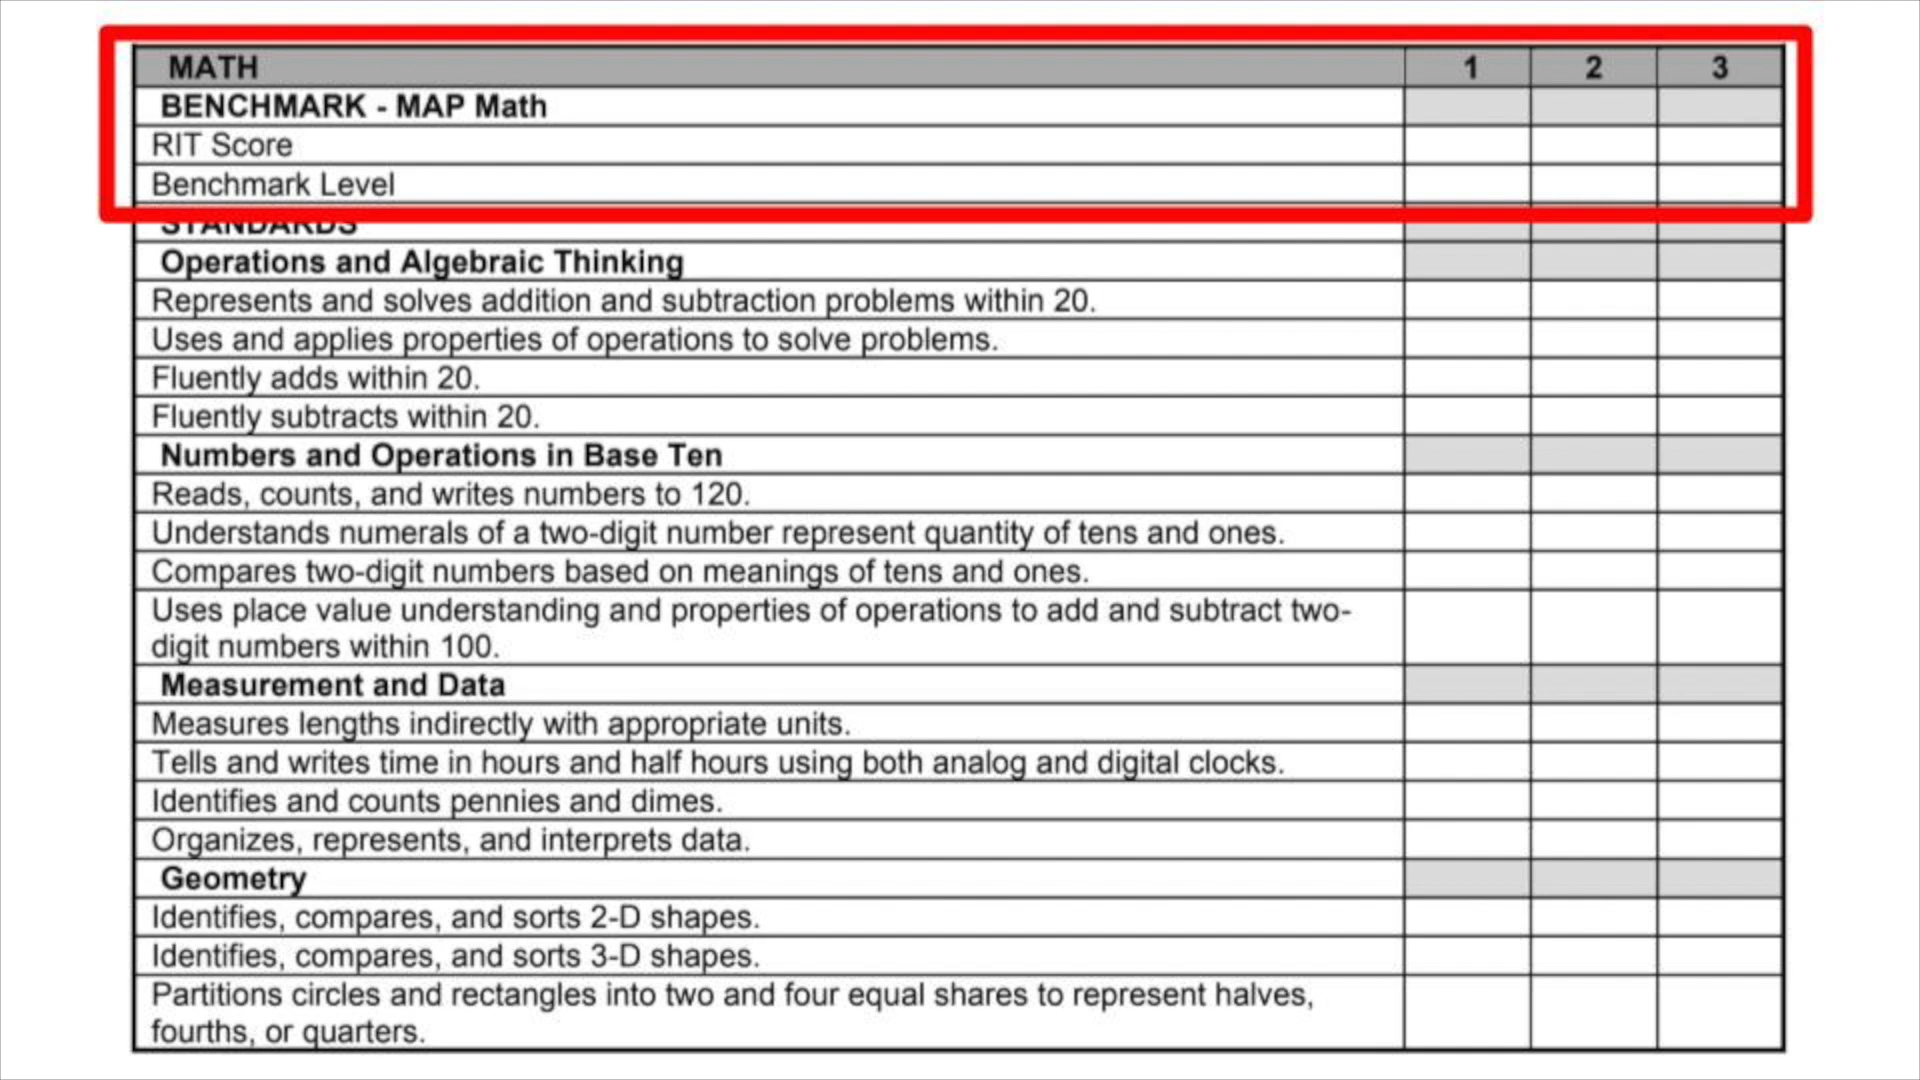 MATH 1 2 3
BENCHMARK - MAP Math
RIT Score
Benchmark Level
STANDARDS
Operations and Algebraic Thinking
Represents and solves addition and subtraction problems within 20.
Uses and applies properties of operations to solve problems.
Fluently adds within 20.
Fluently subtracts within 20.
Numbers and Operations in Base Ten
Reads, counts, and writes numbers to 120.
Understands numerals of a two-digit number represent quantity of tens and ones.
Compares two-digit numbers based on meanings of tens and ones.
Uses place value understanding and properties of operations to add and subtract two-
digit numbers within 100.
Measurement and Data
Measures lengths indirectly with appropriate units.
Tells and writes time in hours and half hours using both analog and digital clocks.
Identifies and counts pennies and dimes.
Organizes, represents, and interprets data.
Geometry
Identifies, compares, and sorts 2-D shapes.
Identifies, compares, and sorts 3-D shapes.
Partitions circles and rectangles into two and four equal shares to represent halves,
fourths, or quarters.